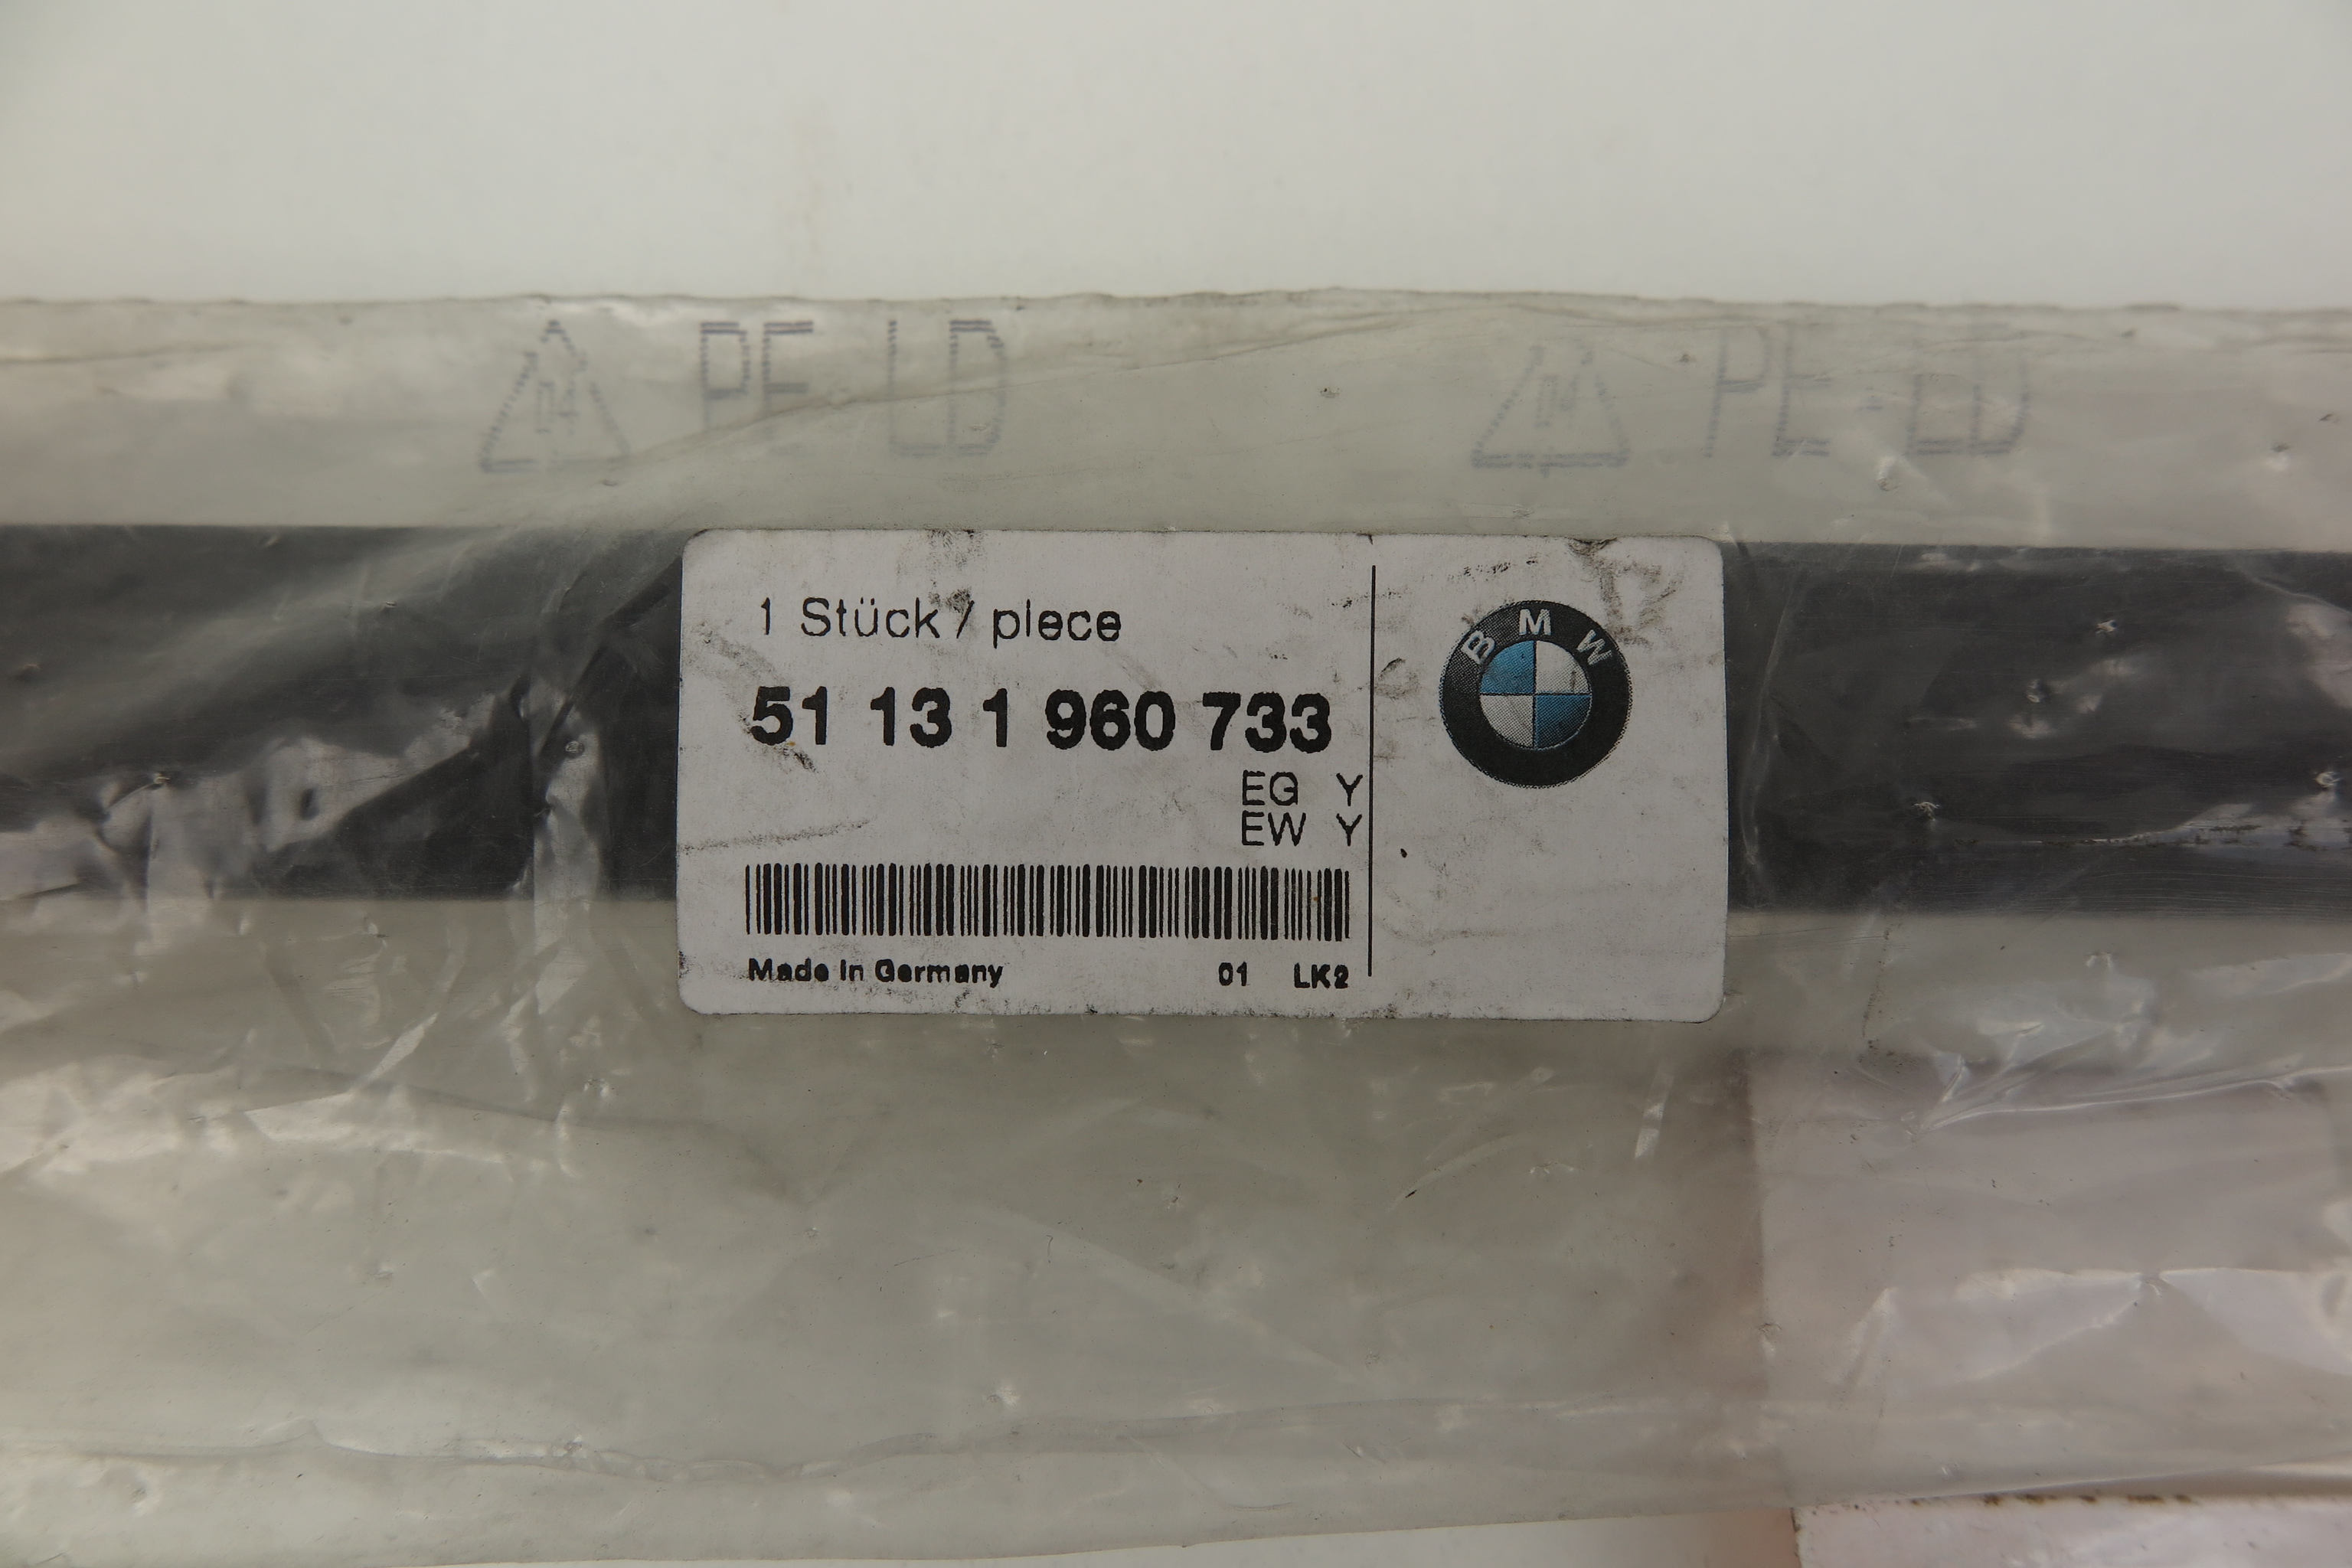 PE-LD PE-LD
1 Stück / piece
BMW
51 13 1 960 733
EG Y
EW Y
Made in Germany 01 LK2